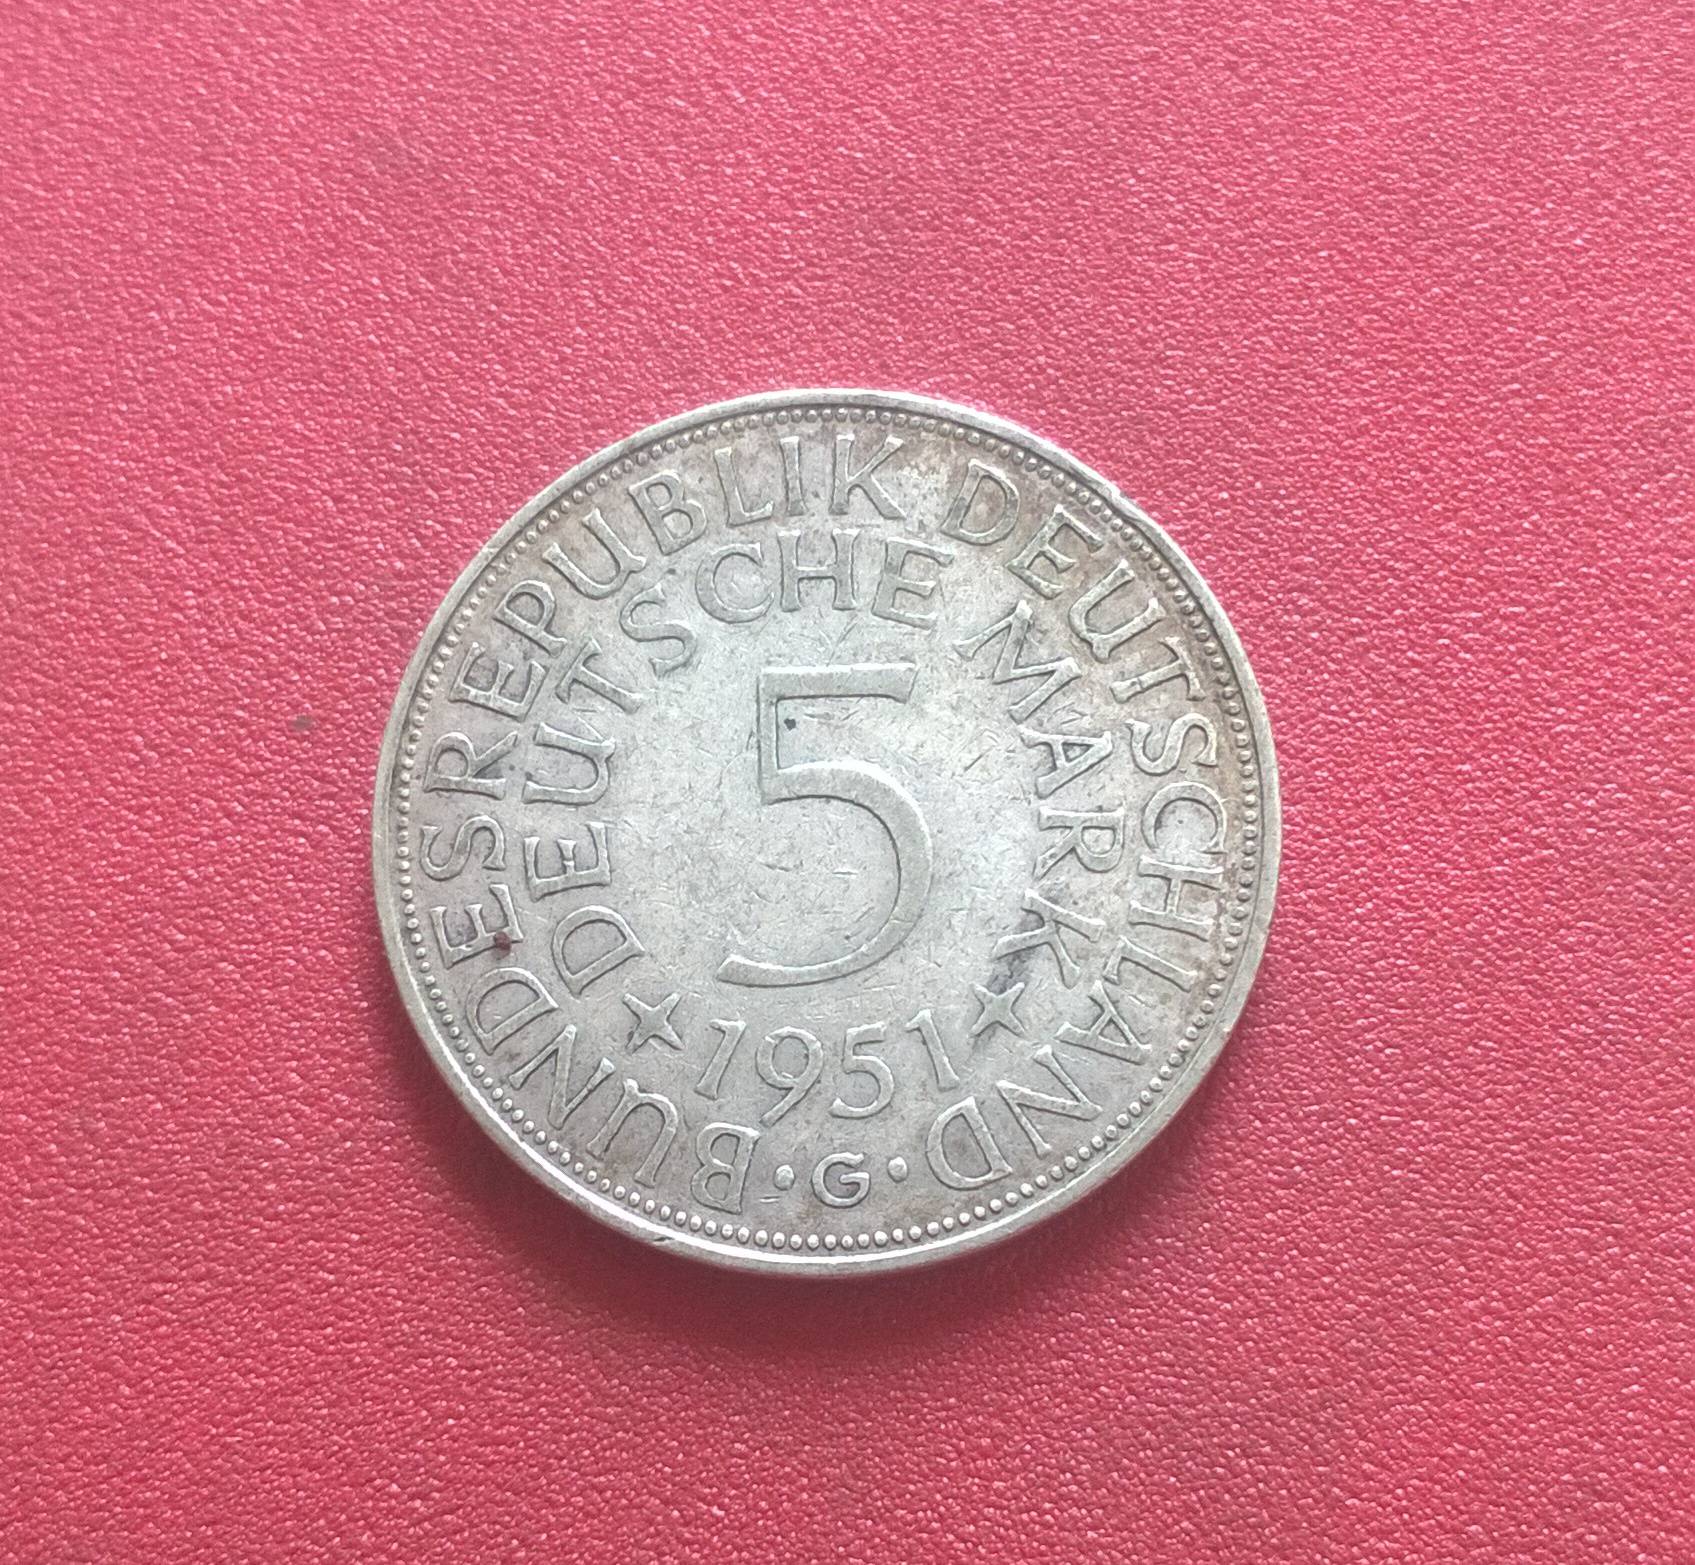 BUNDESREPUBLIK DEUTSCHLAND
DEUTSCHE MARK
5
1951
· G ·